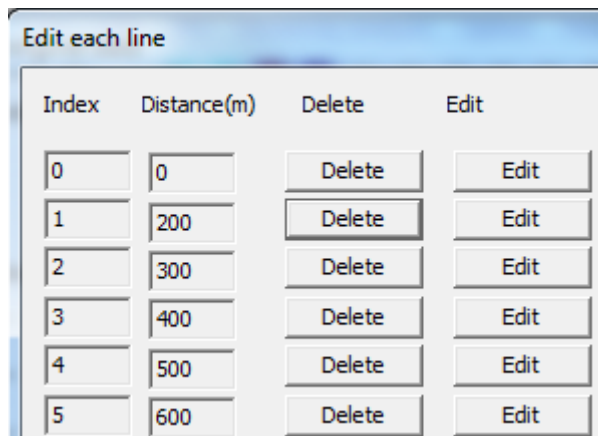 Edit each line
Index Distance(m) Delete Edit
0 0 Delete Edit
1 200 Delete Edit
2 300 Delete Edit
3 400 Delete Edit
4 500 Delete Edit
5 600 Delete Edit